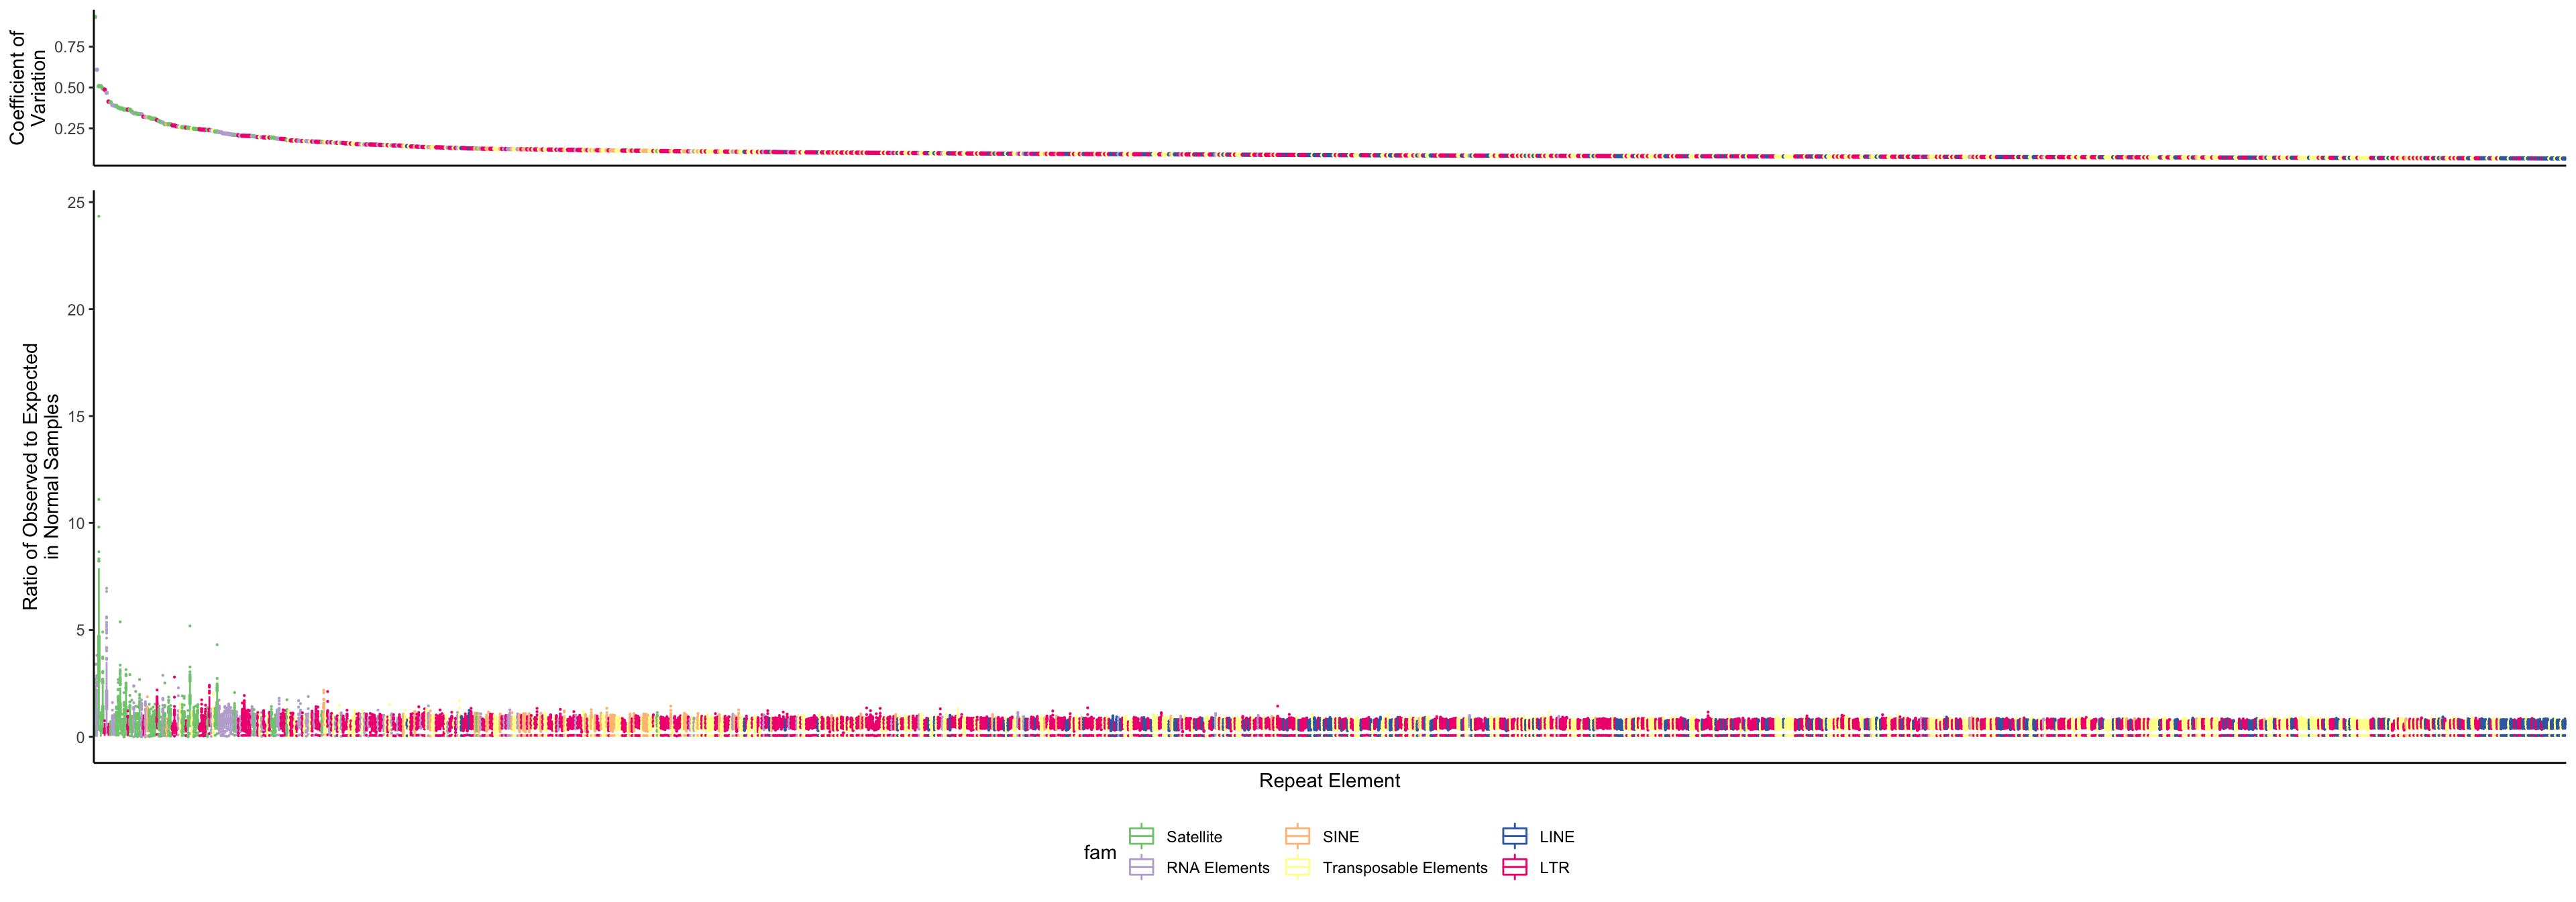 Coefficient of
Variation
0.75
0.50
0.25
Ratio of Observed to Expected
in Normal Samples
25
20
15
10
5
0
Repeat Element
fam
Satellite
SINE
LINE
RNA Elements
Transposable Elements
LTR